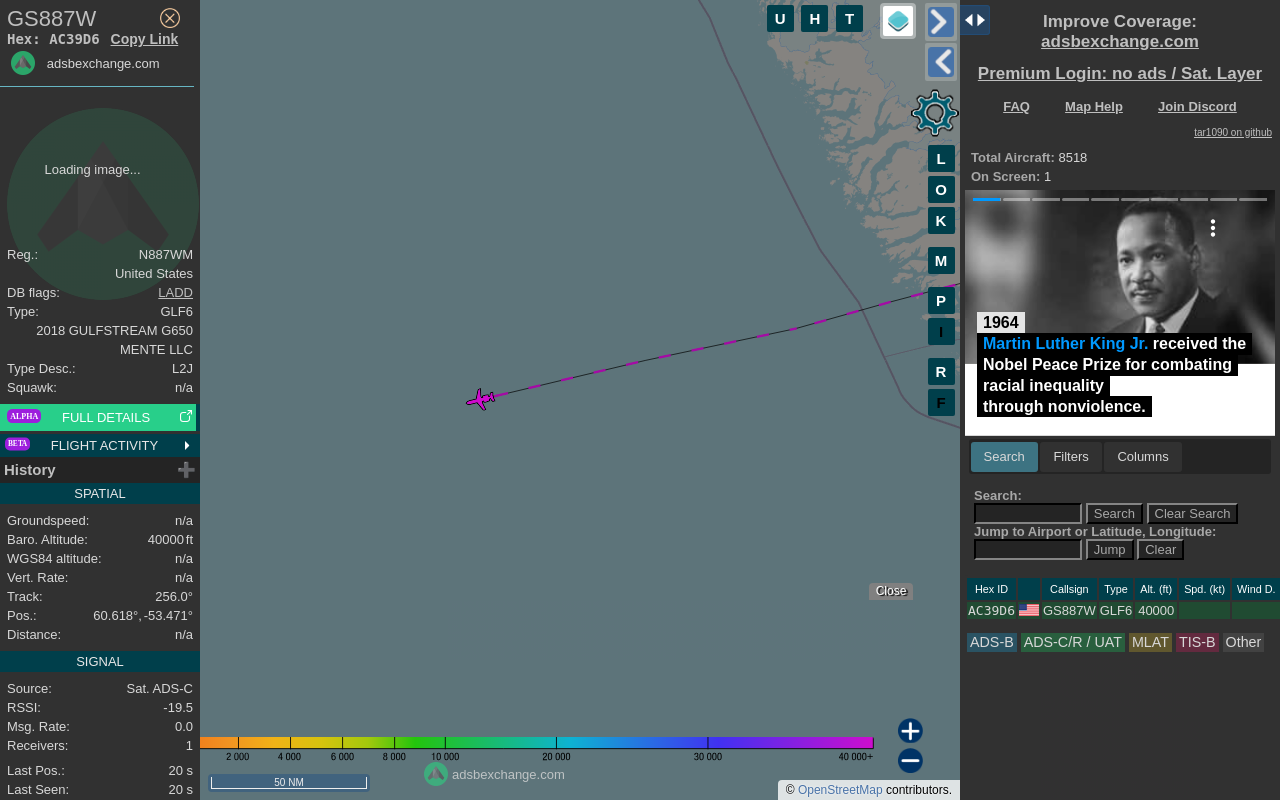 GS887W
Hex: AC39D6 Copy Link
adsbexchange.com
Loading image...
Reg.: N887WM
United States
DB flags: LADD
Type: GLF6
2018 GULFSTREAM G650
MENTE LLC
Type Desc.: L2J
Squawk: n/a
ALPHA FULL DETAILS
BETA FLIGHT ACTIVITY
History
SPATIAL
Groundspeed: n/a
Baro. Altitude: 40000 ft
WGS84 altitude: n/a
Vert. Rate: n/a
Track: 256.0°
Pos.: 60.618°, -53.471°
Distance: n/a
SIGNAL
Source: Sat. ADS-C
RSSI: -19.5
Msg. Rate: 0.0
Receivers: 1
Last Pos.: 20 s
Last Seen: 20 s
U H T
L
O
K
M
P
I
R
F
Close
2 000 4 000 6 000 8 000 10 000 20 000 30 000 40 000+
50 NM
adsbexchange.com
© OpenStreetMap contributors.
Improve Coverage:
adsbexchange.com
Premium Login: no ads / Sat. Layer
FAQ Map Help Join Discord
tar1090 on github
Total Aircraft: 8518
On Screen: 1
1964
Martin Luther King Jr. received the
Nobel Peace Prize for combating
racial inequality
through nonviolence.
Search Filters Columns
Search:
Search Clear Search
Jump to Airport or Latitude, Longitude:
Jump Clear
Hex ID Callsign Type Alt. (ft) Spd. (kt) Wind D.
AC39D6 GS887W GLF6 40000
ADS-B ADS-C/R / UAT MLAT TIS-B Other